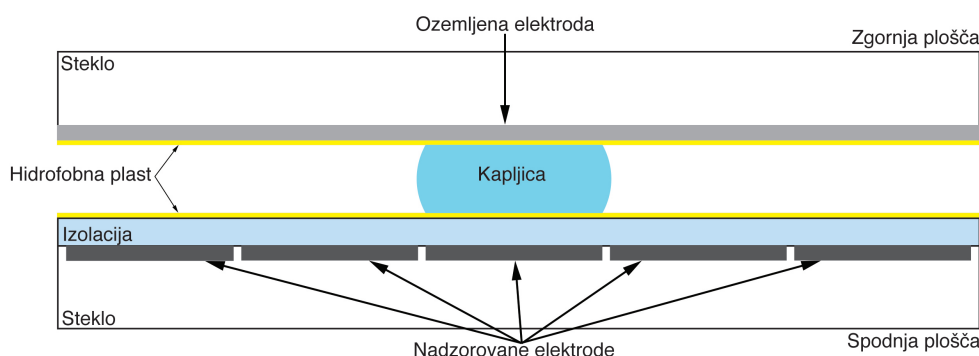 Ozemljena elektroda
Zgornja plošča
Steklo
Hidrofobna plast
Kapljica
Izolacija
Steklo
Spodnja plošča
Nadzorovane elektrode